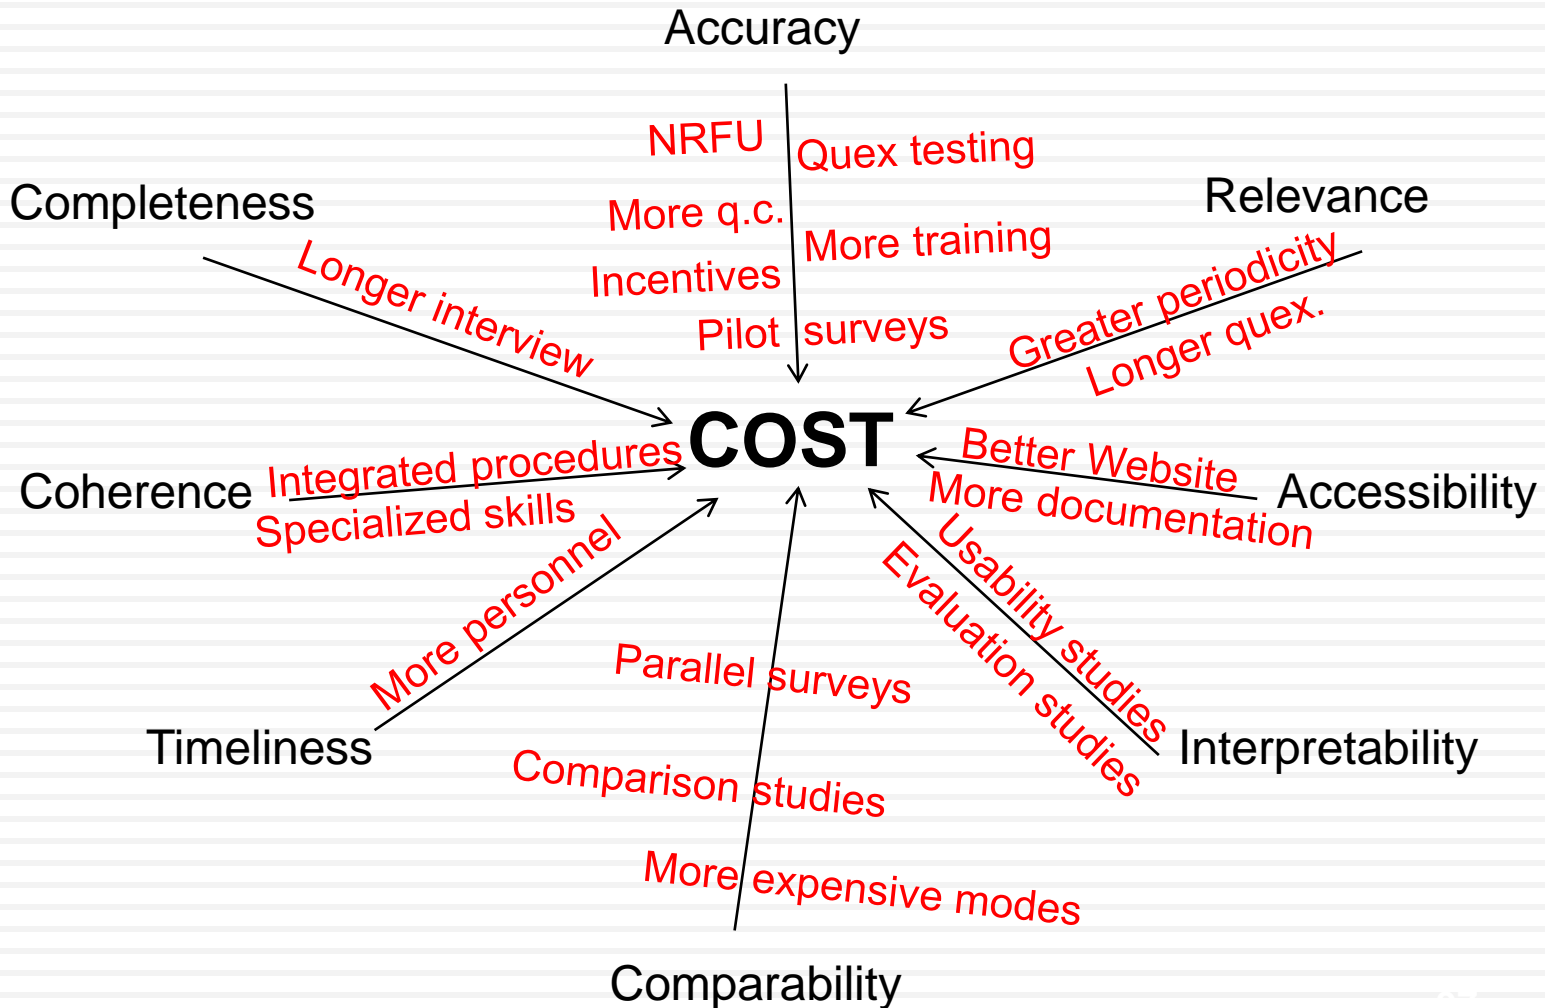 Accuracy
NRFU
Quex testing
Completeness
Relevance
More q.c.
More training
Longer interview
Incentives
Greater periodicity
Pilot surveys
Longer quex.
COST
Integrated procedures
Better Website
Coherence
Accessibility
Specialized skills
More documentation
More personnel
Usability studies
Evaluation studies
Parallel surveys
Timeliness
Interpretability
Comparison studies
More expensive modes
Comparability